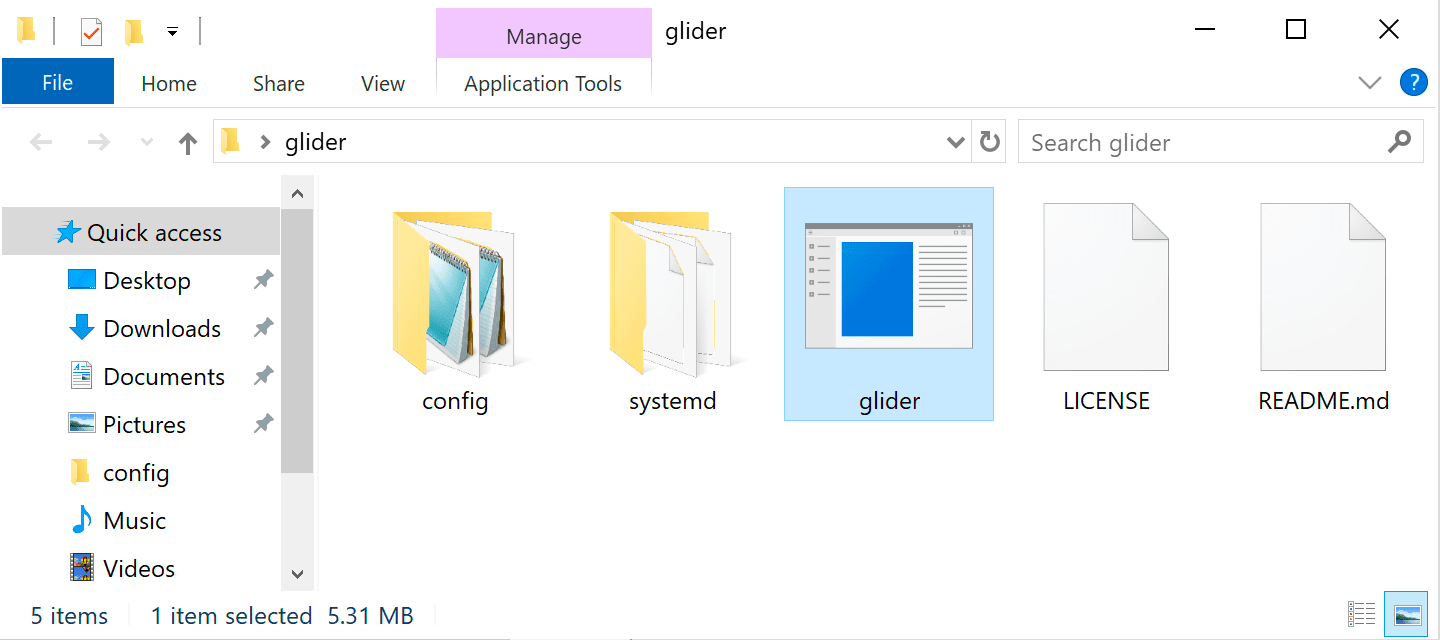 Manage
glider
File
Home
Share
View
Application Tools
?
glider
Search glider
Quick access
Desktop
Downloads
Documents
Pictures
config
Music
Videos
config
systemd
glider
LICENSE
README.md
5 items
1 item selected 5.31 MB